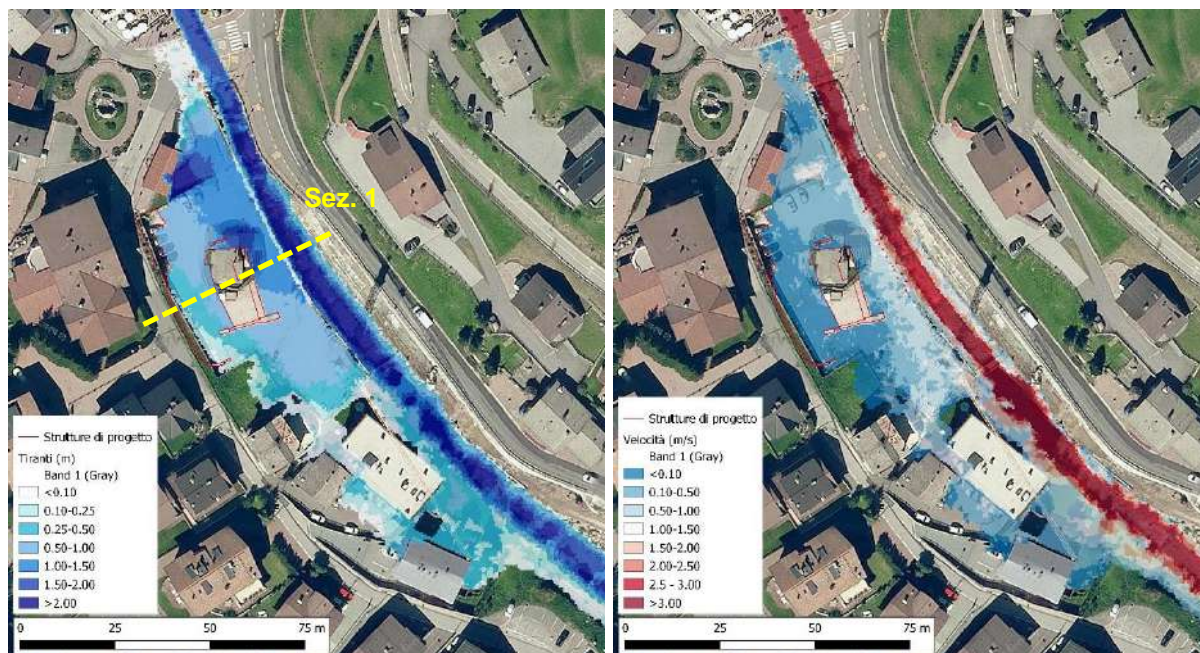 Sez. 1
Strutture di progetto
Tiranti (m)
Band 1 (Gray)
<0.10
0.10-0.25
0.25-0.50
0.50-1.00
1.00-1.50
1.50-2.00
>2.00
0 25 50 75 m
Strutture di progetto
Velocità (m/s)
Band 1 (Gray)
<0.10
0.10-0.50
0.50-1.00
1.00-1.50
1.50-2.00
2.00-2.50
2.5 - 3.00
>3.00
0 25 50 75 m